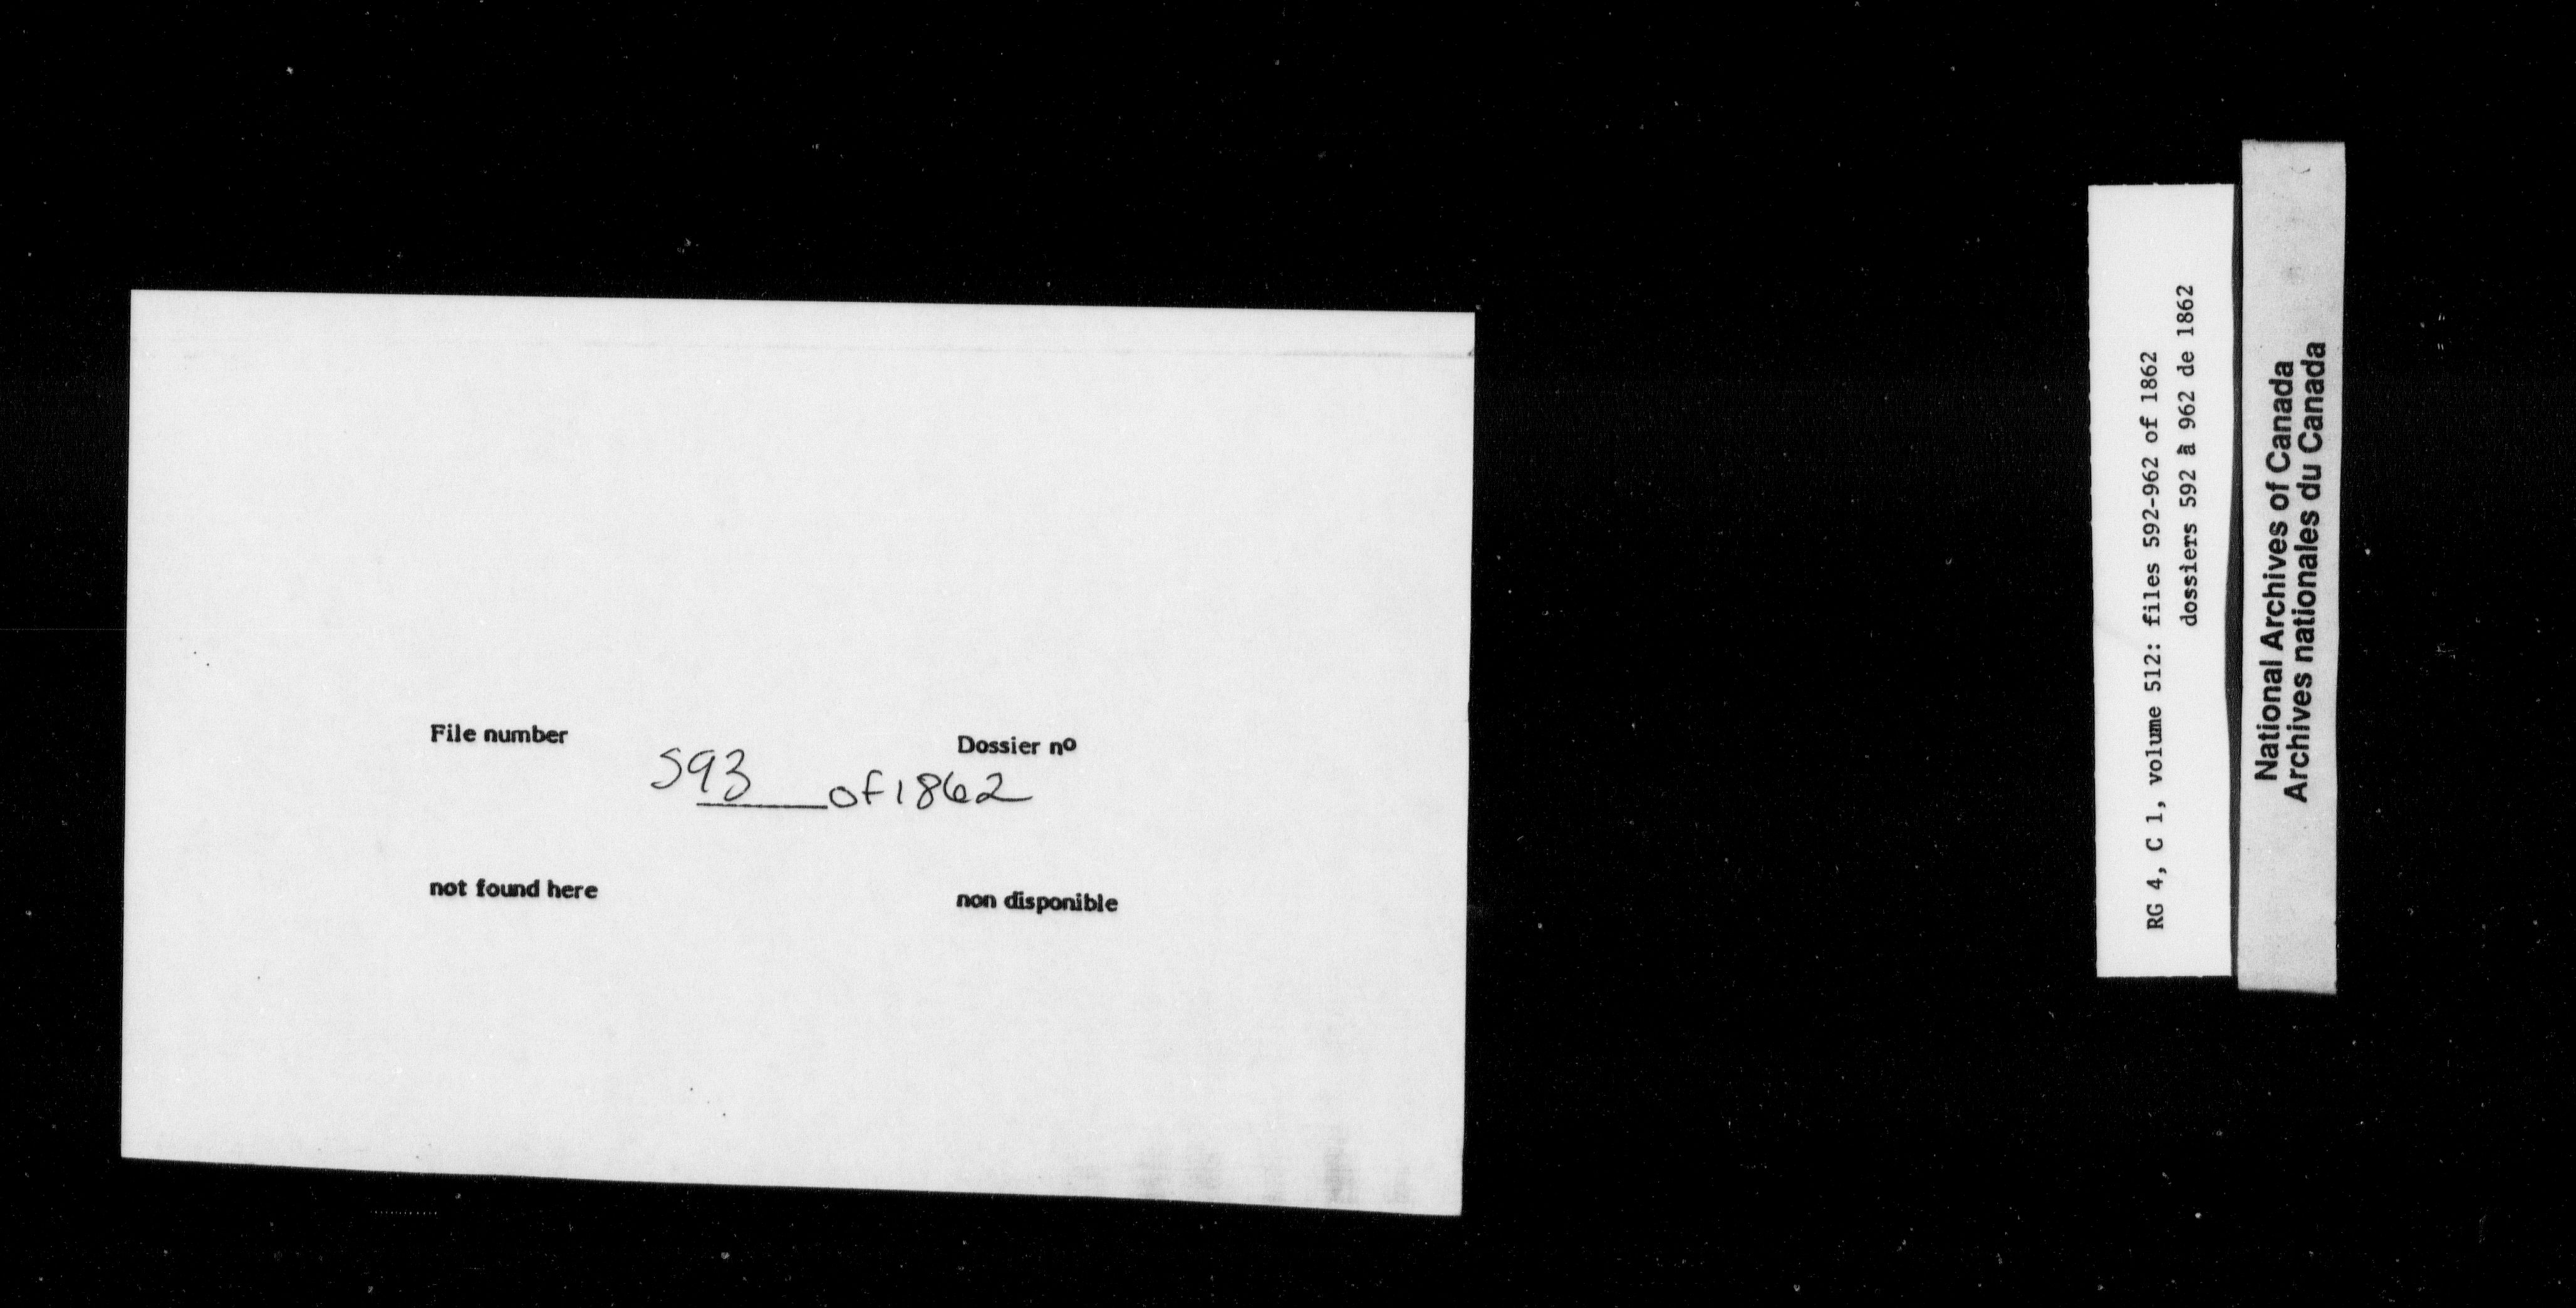 File number
Dossier nº
593 of 1862
not found here
non disponible
RG 4, C 1, volume 512: files 592-962 of 1862
dossiers 592 à 962 de 1862
National Archives of Canada
Archives nationales du Canada